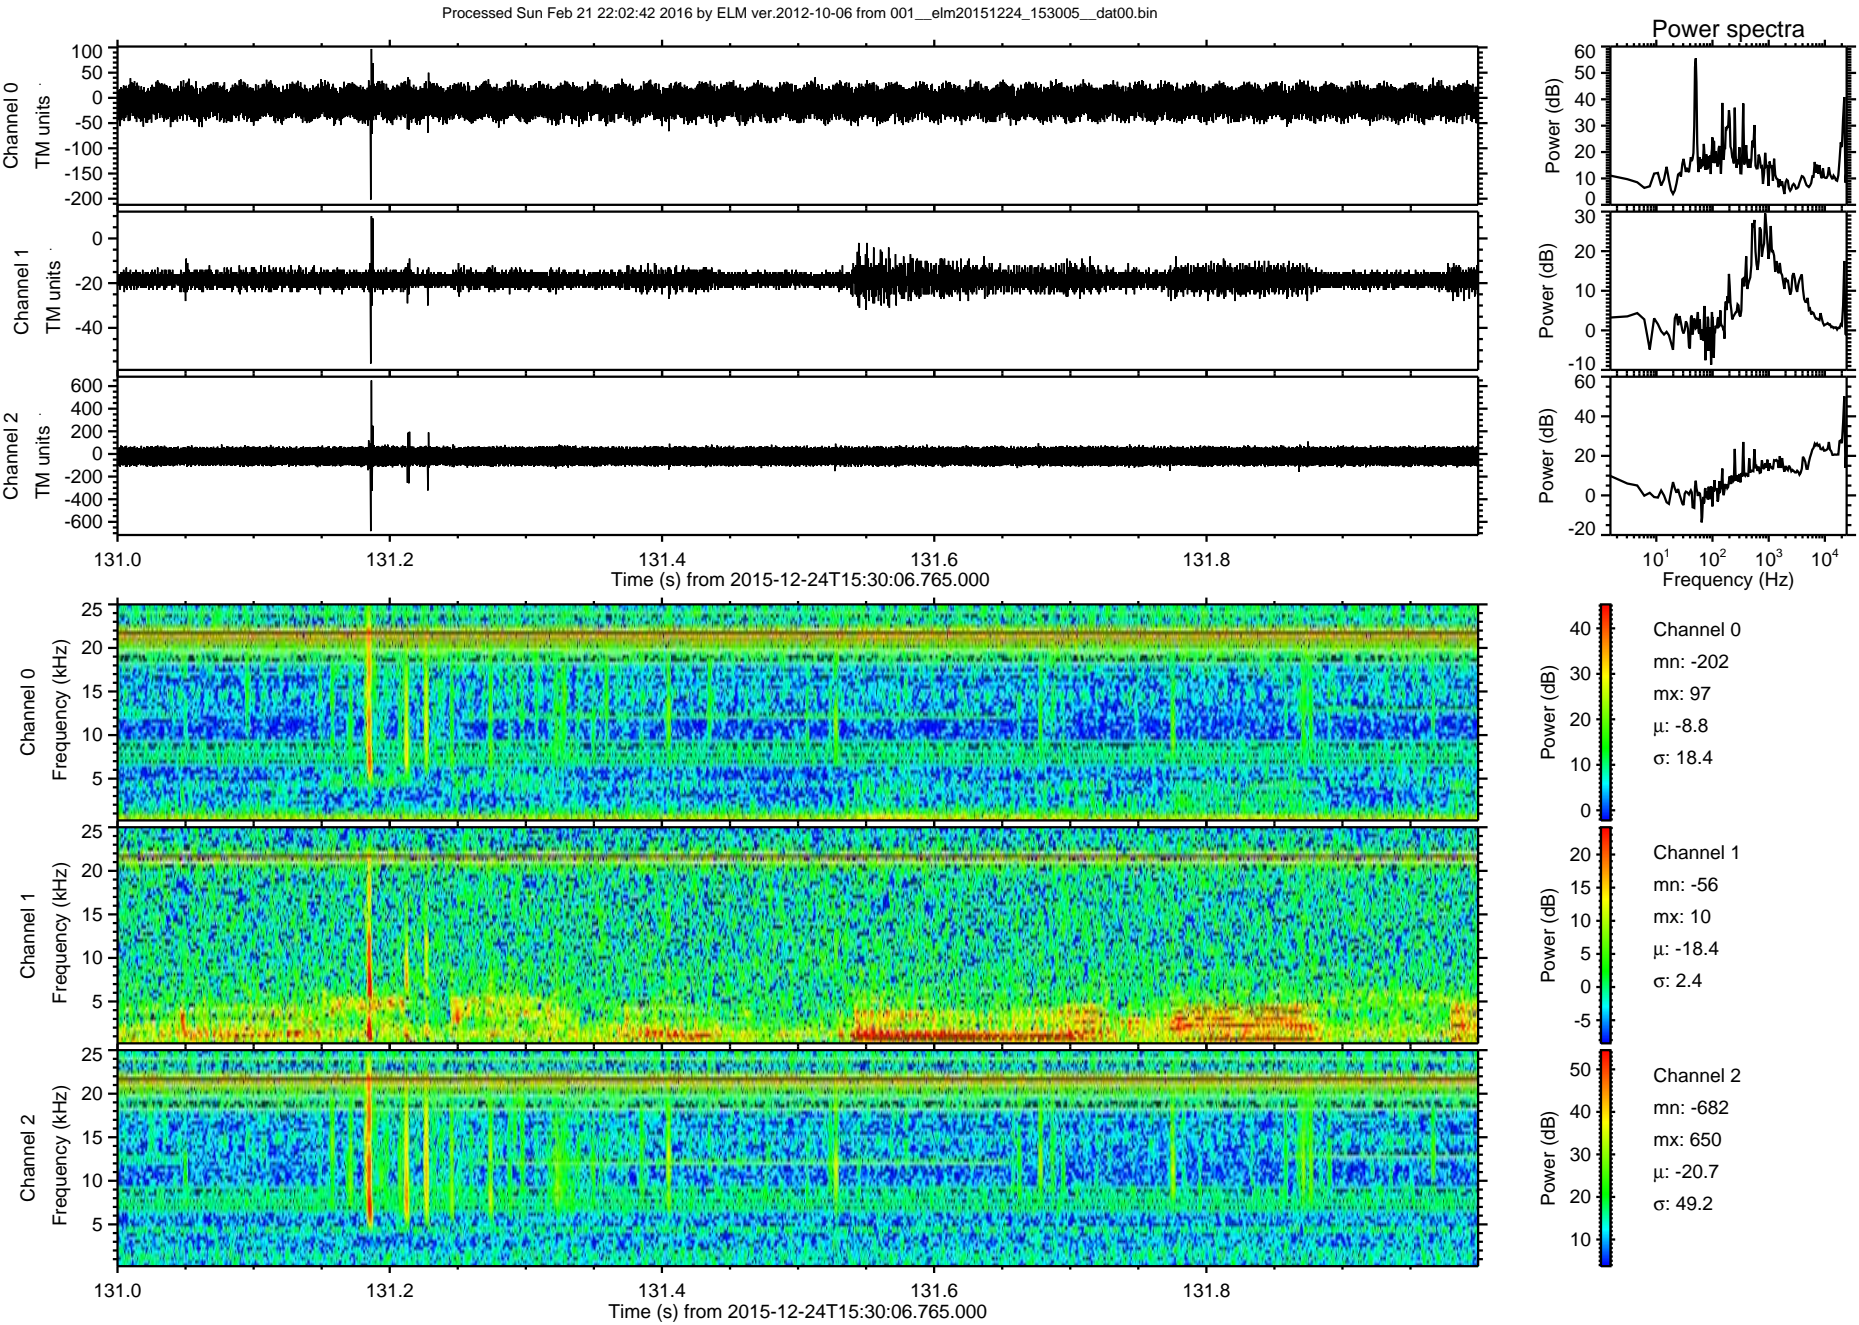 Processed Sun Feb 21 22:02:42 2016 by ELM ver.2012-10-06 from 001__elm20151224_153005__dat00.bin
Power spectra
Channel 0
TM units
100
50
0
-50
-100
-150
-200
Power (dB)
60
50
40
30
20
10
0
Channel 1
TM units
0
-20
-40
Power (dB)
30
20
10
0
-10
Channel 2
TM units
600
400
200
0
-200
-400
-600
Power (dB)
60
40
20
0
-20
131.0 131.2 131.4 131.6 131.8
Time (s) from 2015-12-24T15:30:06.765.000
10¹ 10² 10³ 10⁴
Frequency (Hz)
Channel 0
Frequency (kHz)
25
20
15
10
5
Power (dB)
40
30
20
10
0
Channel 0
mn: -202
mx: 97
μ: -8.8
σ: 18.4
Channel 1
Frequency (kHz)
25
20
15
10
5
Power (dB)
20
15
10
5
0
-5
Channel 1
mn: -56
mx: 10
μ: -18.4
σ: 2.4
Channel 2
Frequency (kHz)
25
20
15
10
5
Power (dB)
50
40
30
20
10
Channel 2
mn: -682
mx: 650
μ: -20.7
σ: 49.2
131.0 131.2 131.4 131.6 131.8
Time (s) from 2015-12-24T15:30:06.765.000